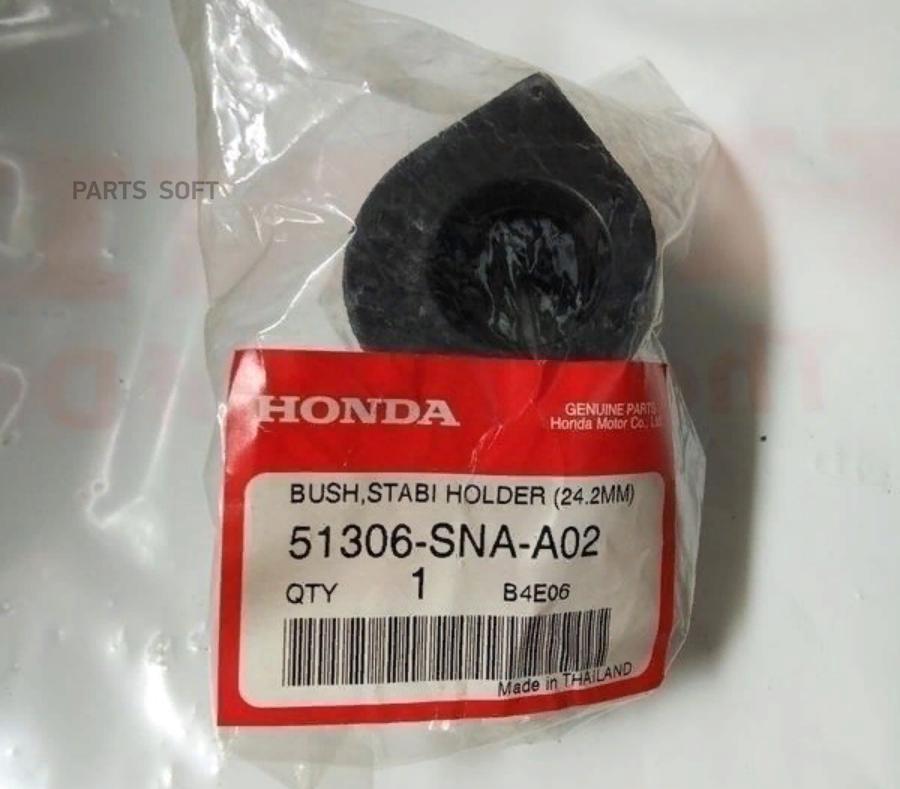 PARTS SOFT
HONDA
GENUINE PARTS
Honda Motor Co., Ltd.
BUSH,STABI HOLDER (24.2MM)
51306-SNA-A02
QTY 1 B4E06
Made in THAILAND